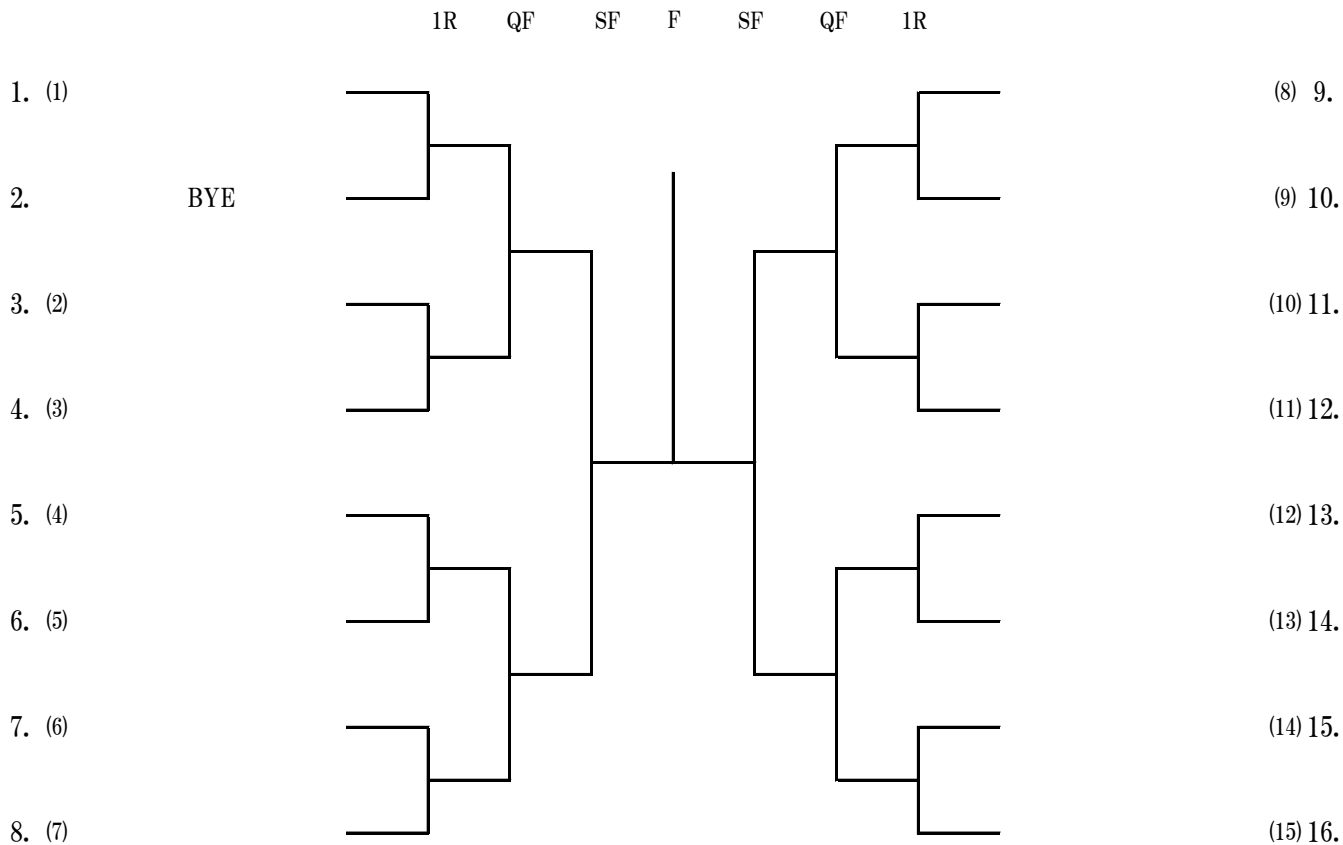 1R QF SF F SF QF 1R
1. (1) (8) 9.
2. BYE (9) 10.
3. (2) (10) 11.
4. (3) (11) 12.
5. (4) (12) 13.
6. (5) (13) 14.
7. (6) (14) 15.
8. (7) (15) 16.